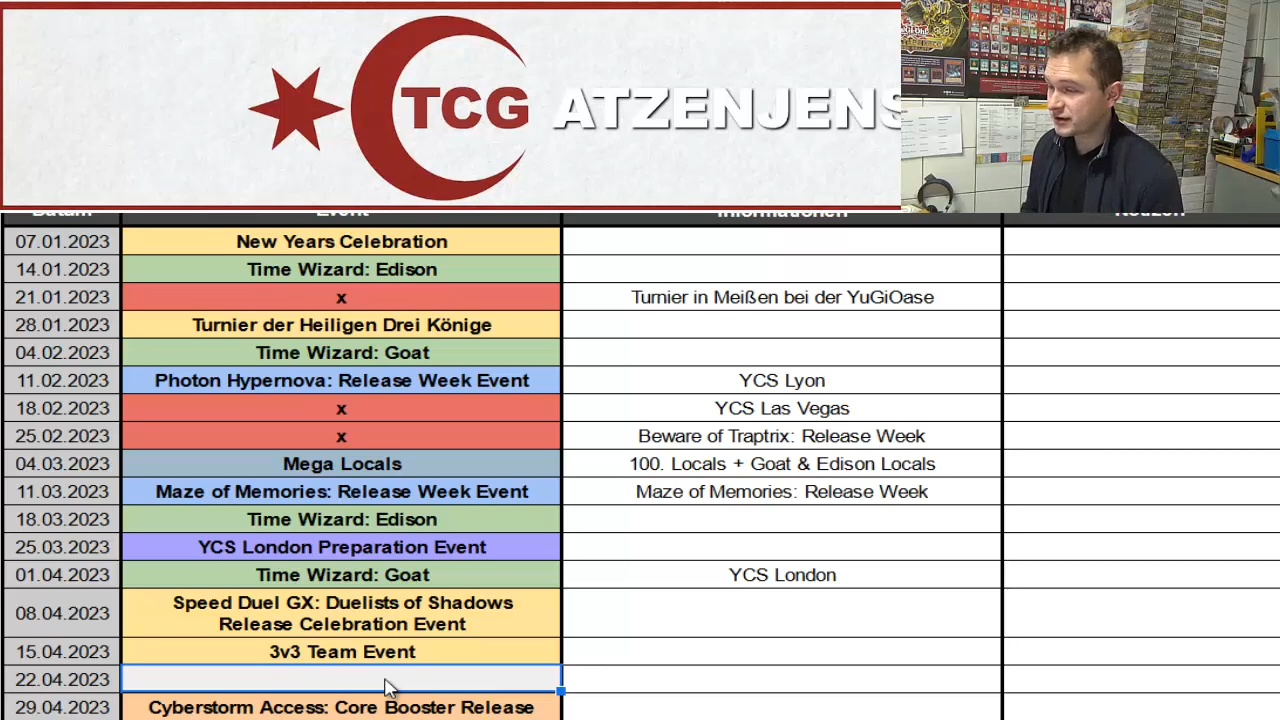 TCG ATZENJENS
Datum Event Informationen Notizen
07.01.2023 New Years Celebration
14.01.2023 Time Wizard: Edison
21.01.2023 x Turnier in Meißen bei der YuGiOase
28.01.2023 Turnier der Heiligen Drei Könige
04.02.2023 Time Wizard: Goat
11.02.2023 Photon Hypernova: Release Week Event YCS Lyon
18.02.2023 x YCS Las Vegas
25.02.2023 x Beware of Traptrix: Release Week
04.03.2023 Mega Locals 100. Locals + Goat & Edison Locals
11.03.2023 Maze of Memories: Release Week Event Maze of Memories: Release Week
18.03.2023 Time Wizard: Edison
25.03.2023 YCS London Preparation Event
01.04.2023 Time Wizard: Goat YCS London
08.04.2023 Speed Duel GX: Duelists of Shadows
Release Celebration Event
15.04.2023 3v3 Team Event
22.04.2023
29.04.2023 Cyberstorm Access: Core Booster Release